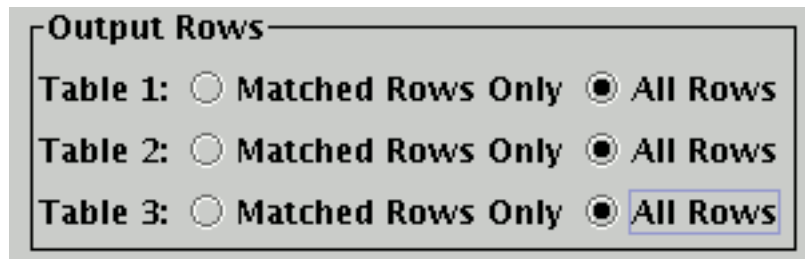 Output Rows
Table 1: Matched Rows Only All Rows
Table 2: Matched Rows Only All Rows
Table 3: Matched Rows Only All Rows